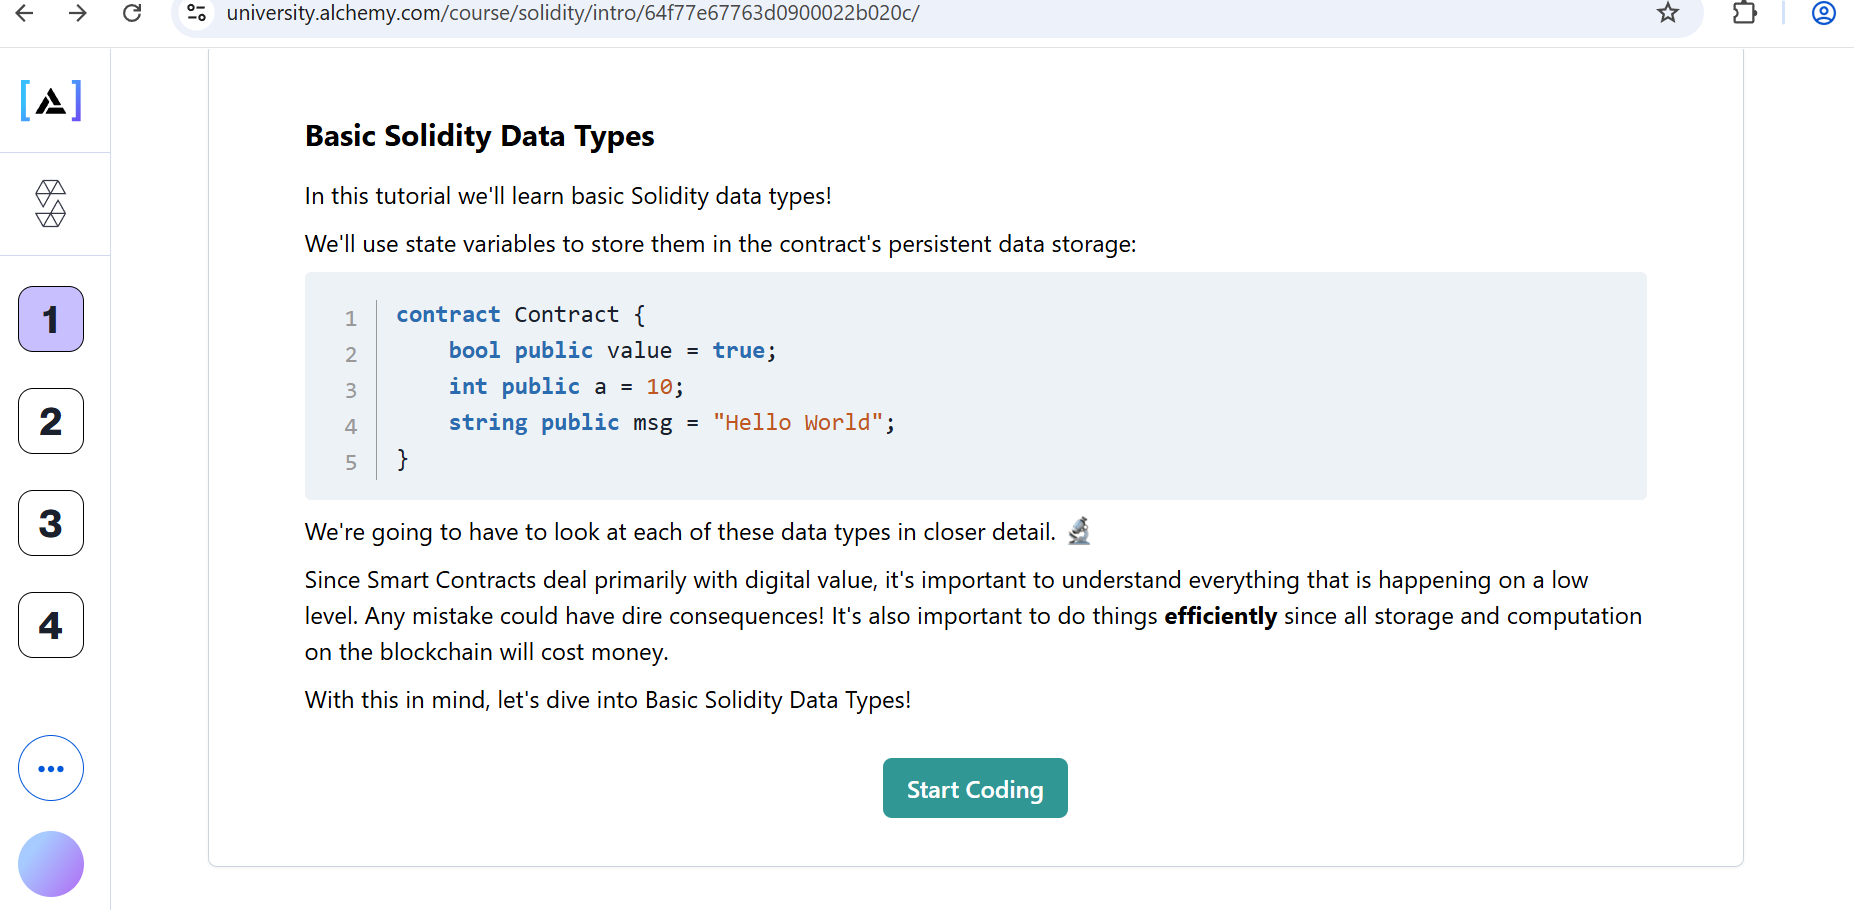 university.alchemy.com/course/solidity/intro/64f77e67763d0900022b020c/
Basic Solidity Data Types
In this tutorial we'll learn basic Solidity data types!
We'll use state variables to store them in the contract's persistent data storage:
1 contract Contract {
2     bool public value = true;
3     int public a = 10;
4     string public msg = "Hello World";
5 }
We're going to have to look at each of these data types in closer detail. 🔬
Since Smart Contracts deal primarily with digital value, it's important to understand everything that is happening on a low
level. Any mistake could have dire consequences! It's also important to do things efficiently since all storage and computation
on the blockchain will cost money.
With this in mind, let's dive into Basic Solidity Data Types!
Start Coding
1
2
3
4